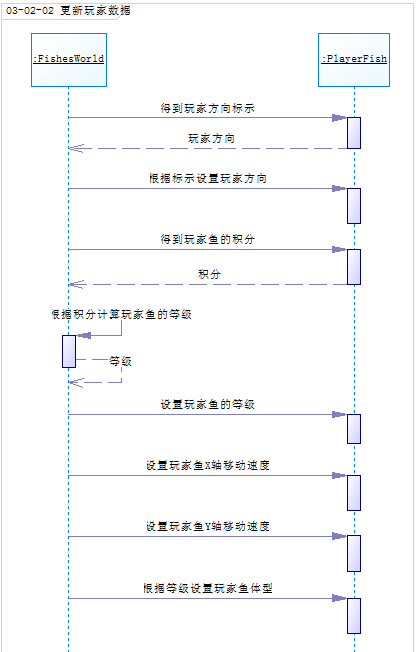 03-02-02 更新玩家数据
:FishesWorld
:PlayerFish
得到玩家方向标示
玩家方向
根据标示设置玩家方向
得到玩家鱼的积分
积分
根据积分计算玩家鱼的等级
等级
设置玩家鱼的等级
设置玩家鱼X轴移动速度
设置玩家鱼Y轴移动速度
根据等级设置玩家鱼体型